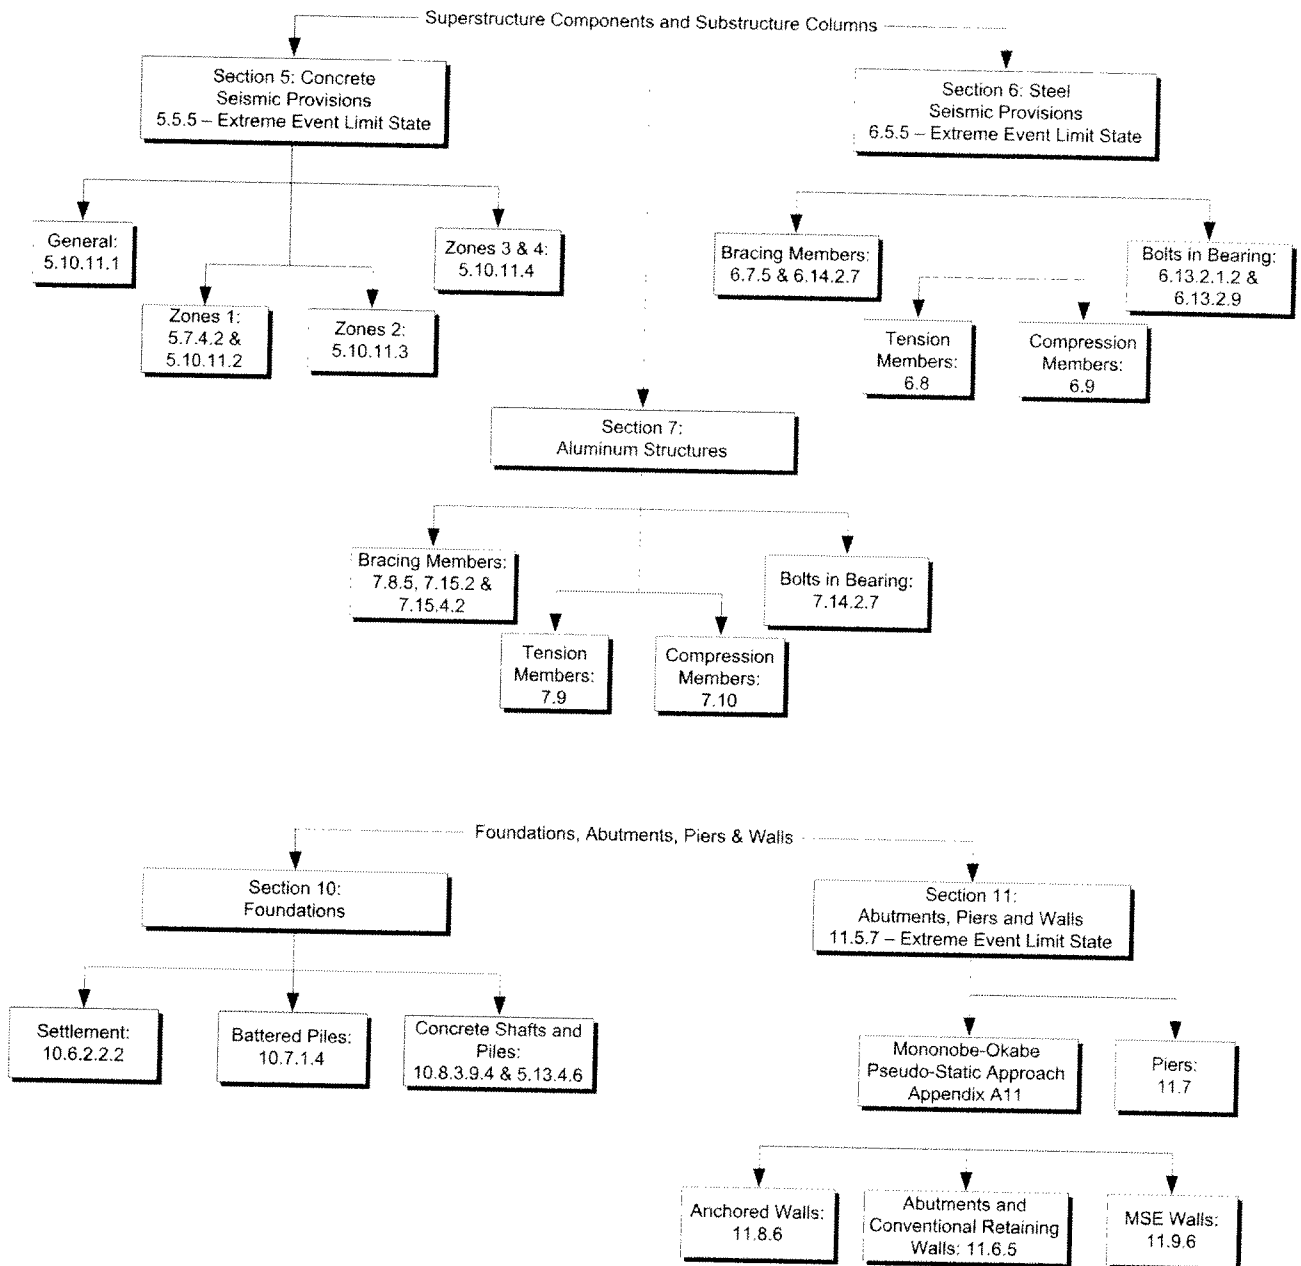 Superstructure Components and Substructure Columns
Section 5: Concrete
Seismic Provisions
5.5.5 – Extreme Event Limit State
Section 6: Steel
Seismic Provisions
6.5.5 – Extreme Event Limit State
General:
5.10.11.1
Zones 3 & 4:
5.10.11.4
Zones 1:
5.7.4.2 &
5.10.11.2
Zones 2:
5.10.11.3
Bracing Members:
6.7.5 & 6.14.2.7
Bolts in Bearing:
6.13.2.1.2 &
6.13.2.9
Tension
Members:
6.8
Compression
Members:
6.9
Section 7:
Aluminum Structures
Bracing Members:
7.8.5, 7.15.2 &
7.15.4.2
Bolts in Bearing:
7.14.2.7
Tension
Members:
7.9
Compression
Members:
7.10
Foundations, Abutments, Piers & Walls
Section 10:
Foundations
Section 11:
Abutments, Piers and Walls
11.5.7 – Extreme Event Limit State
Settlement:
10.6.2.2.2
Battered Piles:
10.7.1.4
Concrete Shafts and
Piles:
10.8.3.9.4 & 5.13.4.6
Mononobe-Okabe
Pseudo-Static Approach
Appendix A11
Piers:
11.7
Anchored Walls:
11.8.6
Abutments and
Conventional Retaining
Walls: 11.6.5
MSE Walls:
11.9.6